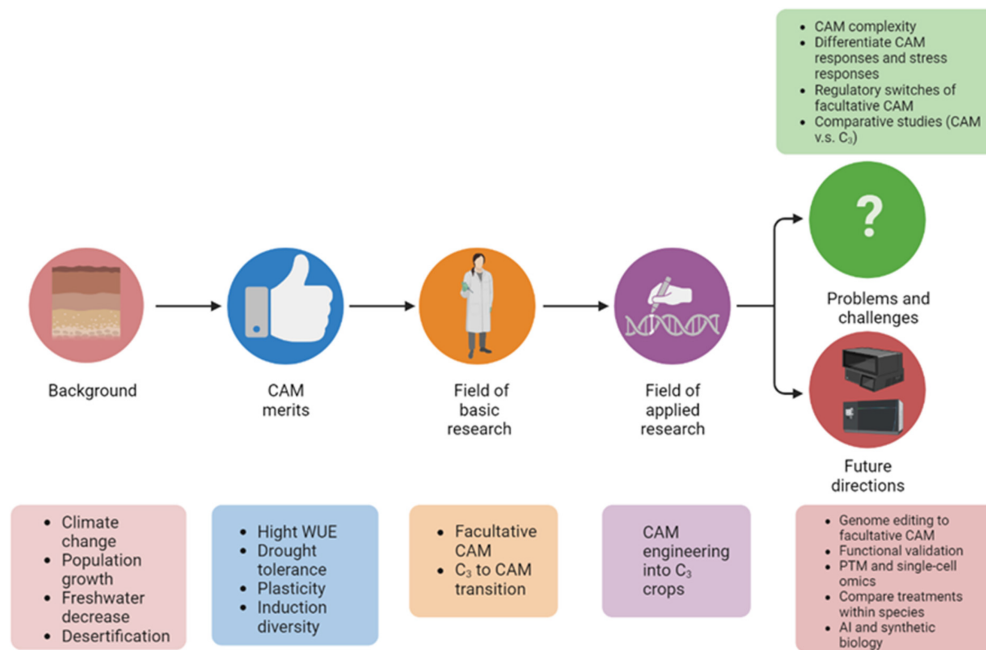 • CAM complexity
• Differentiate CAM
responses and stress
responses
• Regulatory switches of
facultative CAM
• Comparative studies (CAM
v.s. C₃)
?
Problems and
challenges
Background
CAM
merits
Field of
basic
research
Field of
applied
research
Future
directions
• Climate
change
• Population
growth
• Freshwater
decrease
• Desertification
• Hight WUE
• Drought
tolerance
• Plasticity
• Induction
diversity
• Facultative
CAM
• C₃ to CAM
transition
CAM
engineering
into C₃
crops
• Genome editing to
facultative CAM
• Functional validation
• PTM and single-cell
omics
• Compare treatments
within species
• AI and synthetic
biology